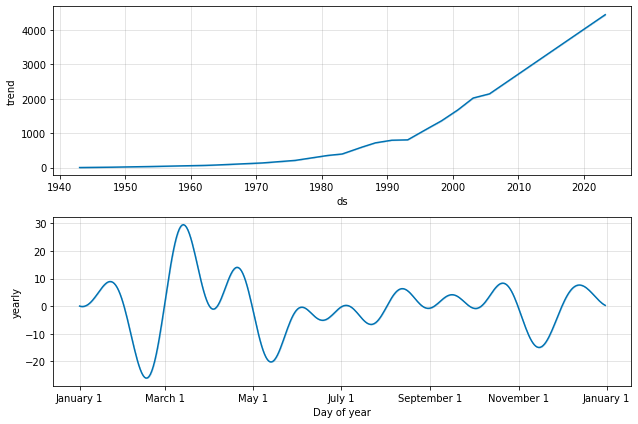 4000
3000
2000
1000
0
trend
1940 1950 1960 1970 1980 1990 2000 2010 2020
ds
30
20
10
0
−10
−20
yearly
January 1 March 1 May 1 July 1 September 1 November 1 January 1
Day of year